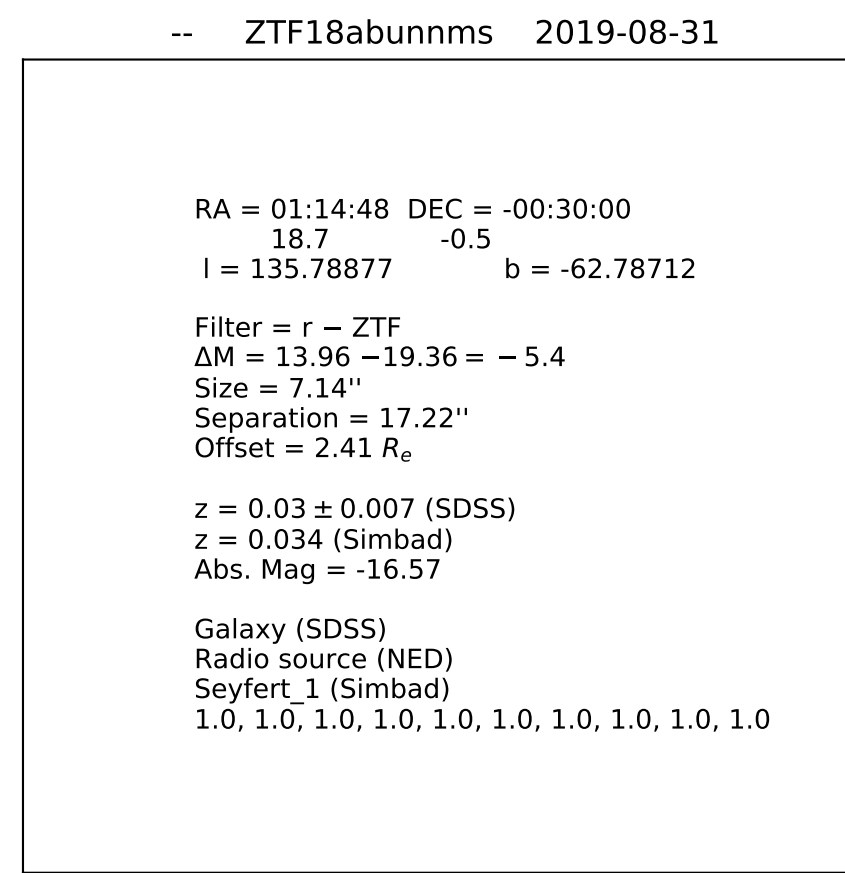 -- ZTF18abunnms 2019-08-31
RA = 01:14:48 DEC = -00:30:00
18.7 -0.5
l = 135.78877 b = -62.78712
Filter = r − ZTF
ΔM = 13.96 −19.36 = − 5.4
Size = 7.14''
Separation = 17.22''
Offset = 2.41 Re
z = 0.03 ± 0.007 (SDSS)
z = 0.034 (Simbad)
Abs. Mag = -16.57
Galaxy (SDSS)
Radio source (NED)
Seyfert_1 (Simbad)
1.0, 1.0, 1.0, 1.0, 1.0, 1.0, 1.0, 1.0, 1.0, 1.0